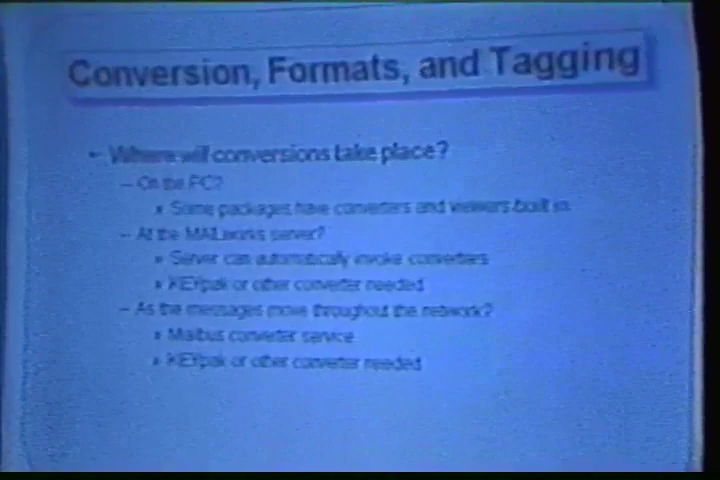 Conversion, Formats, and Tagging
Where will conversions take place?
– On the PC?
Some packages have converters and viewers built in
– At the MAILworks server?
Server can automatically invoke converters
KEYpak or other converter needed
– As the messages move throughout the network?
Mailbus converter service
KEYpak or other converter needed